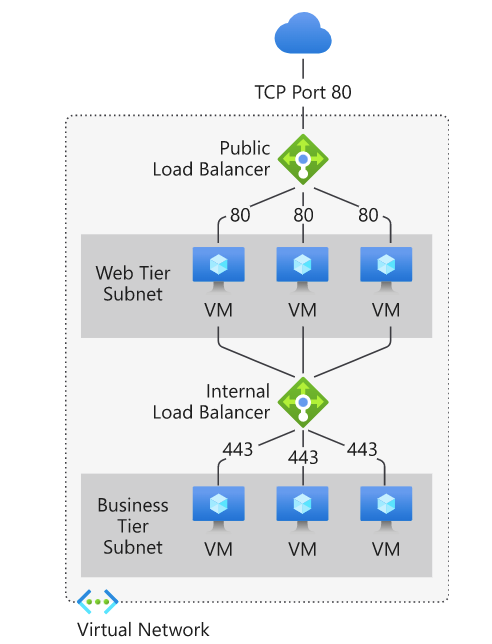 TCP Port 80
Public
Load Balancer
80 80 80
Web Tier
Subnet
VM VM VM
Internal
Load Balancer
443 443 443
Business
Tier
Subnet
VM VM VM
Virtual Network